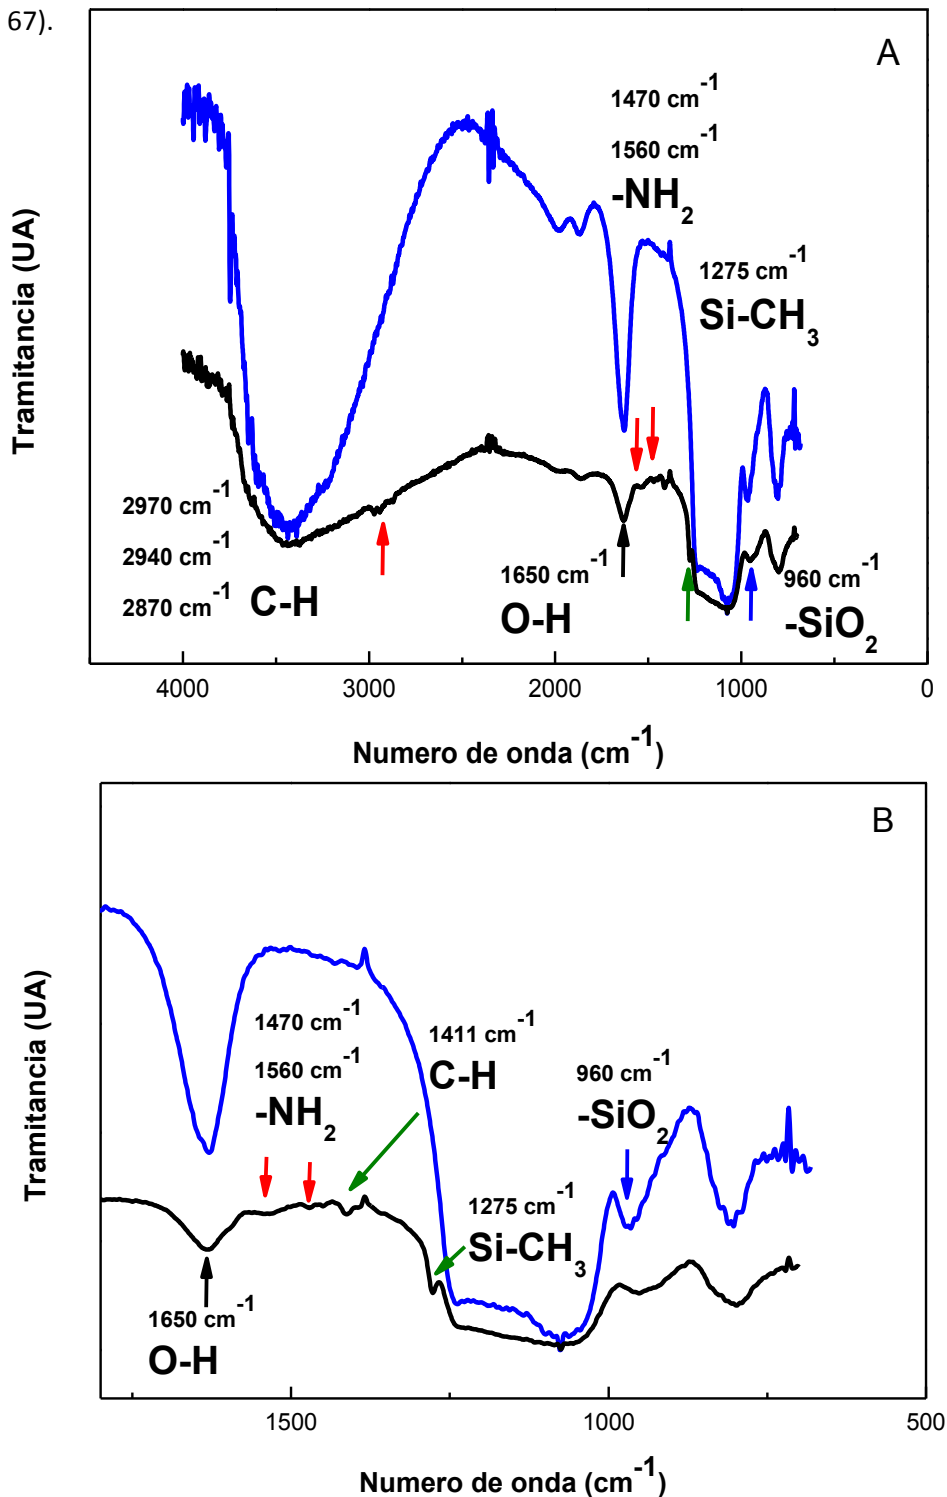 67).
A
1470 cm⁻¹
1560 cm⁻¹
-NH₂
1275 cm⁻¹
Si-CH₃
2970 cm⁻¹
2940 cm⁻¹
2870 cm⁻¹
C-H
1650 cm⁻¹
O-H
960 cm⁻¹
-SiO₂
Tramitancia (UA)
4000 3000 2000 1000 0
Numero de onda (cm⁻¹)
B
1470 cm⁻¹
1560 cm⁻¹
-NH₂
1411 cm⁻¹
C-H
960 cm⁻¹
-SiO₂
1275 cm⁻¹
Si-CH₃
1650 cm⁻¹
O-H
Tramitancia (UA)
1500 1000 500
Numero de onda (cm⁻¹)